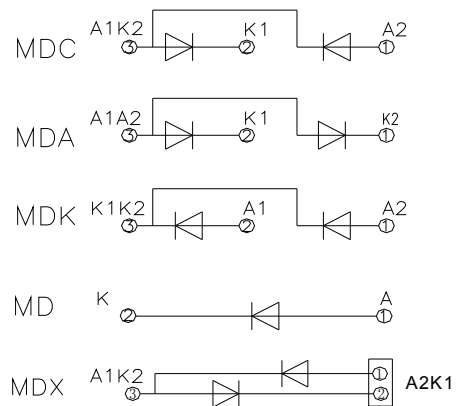 A1K2 K1 A2
MDC 3 2 1
A1A2 K1 K2
MDA 3 2 1
K1K2 A1 A2
MDK 3 2 1
K A
MD 2 1
A1K2 1 A2K1
MDX 3 2